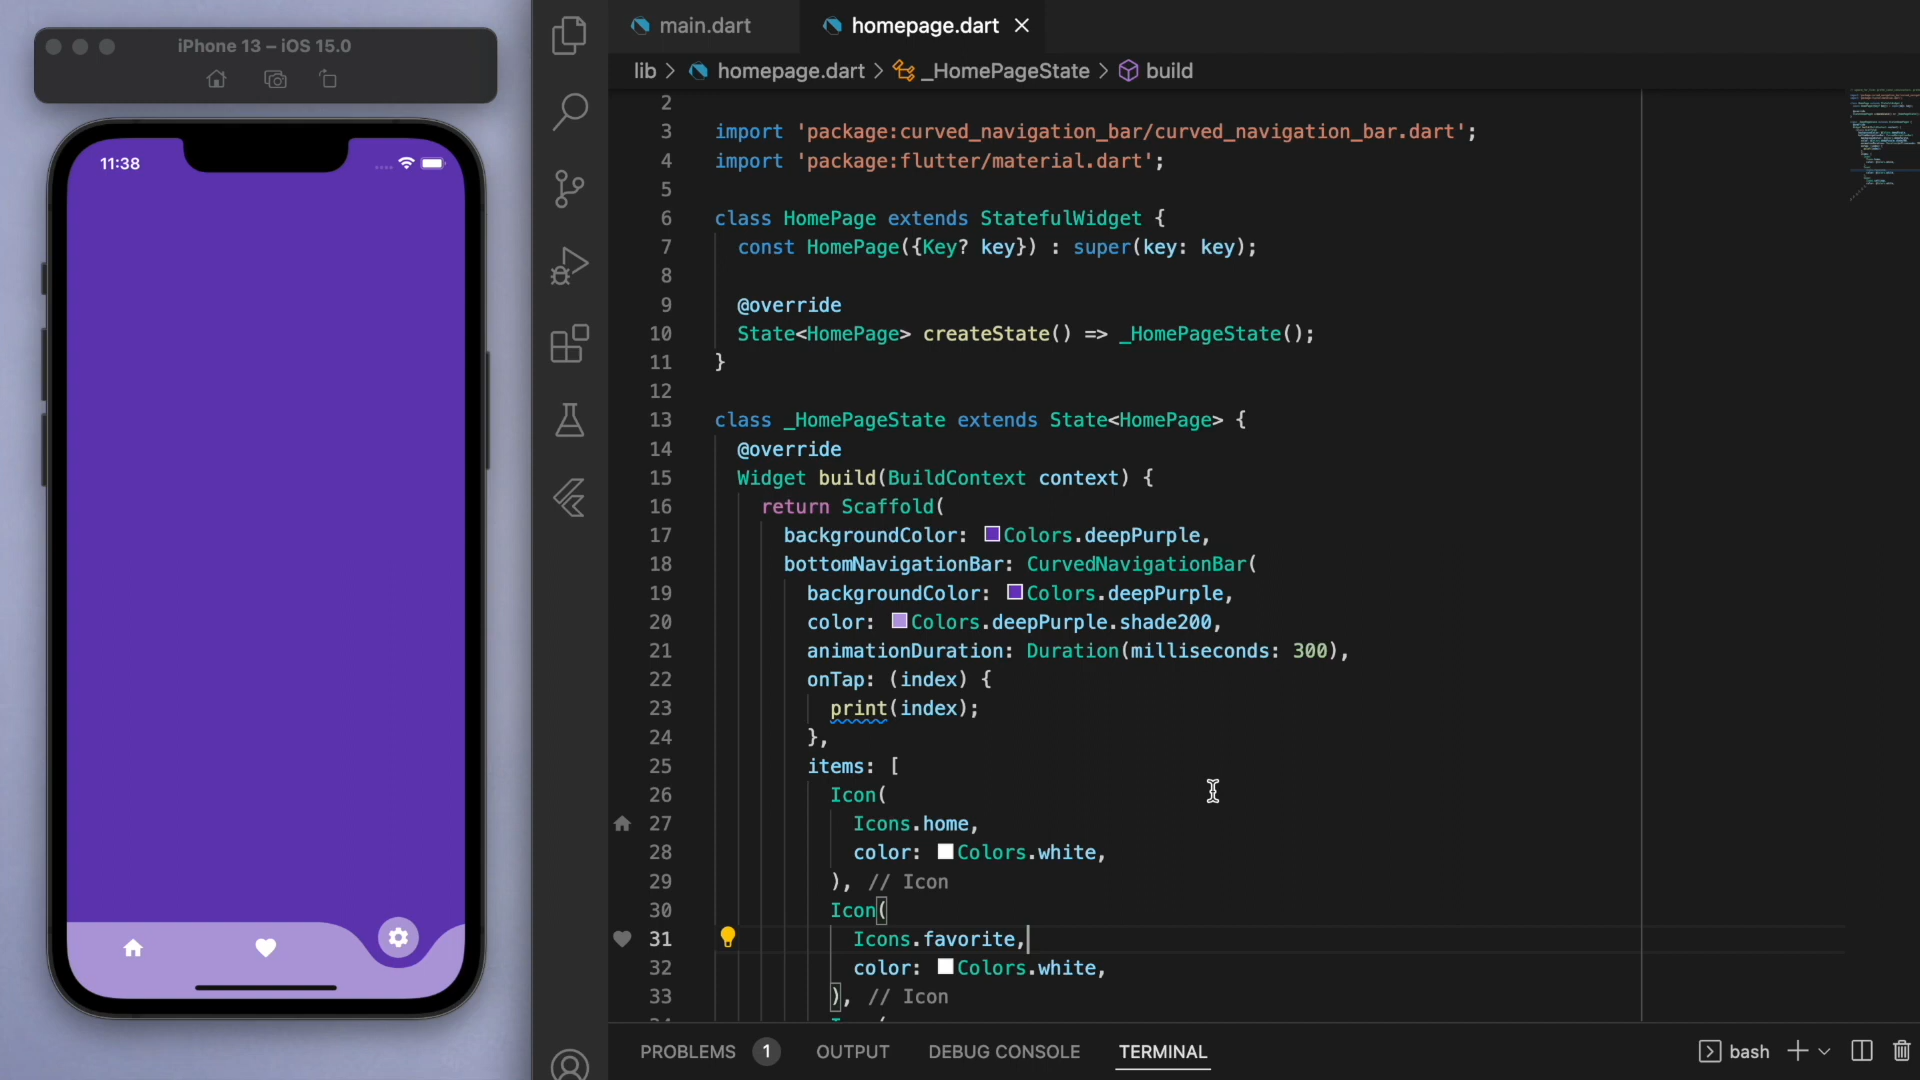 iPhone 13 – iOS 15.0
11:38
main.dart
homepage.dart
lib > homepage.dart > _HomePageState > build
2
3 import 'package:curved_navigation_bar/curved_navigation_bar.dart';
4 import 'package:flutter/material.dart';
5
6 class HomePage extends StatefulWidget {
7 const HomePage({Key? key}) : super(key: key);
8
9 @override
10 State<HomePage> createState() => _HomePageState();
11 }
12
13 class _HomePageState extends State<HomePage> {
14 @override
15 Widget build(BuildContext context) {
16 return Scaffold(
17 backgroundColor: Colors.deepPurple,
18 bottomNavigationBar: CurvedNavigationBar(
19 backgroundColor: Colors.deepPurple,
20 color: Colors.deepPurple.shade200,
21 animationDuration: Duration(milliseconds: 300),
22 onTap: (index) {
23 print(index);
24 },
25 items: [
26 Icon(
27 Icons.home,
28 color: Colors.white,
29 ), // Icon
30 Icon(
31 Icons.favorite,
32 color: Colors.white,
33 ), // Icon
PROBLEMS 1 OUTPUT DEBUG CONSOLE TERMINAL bash